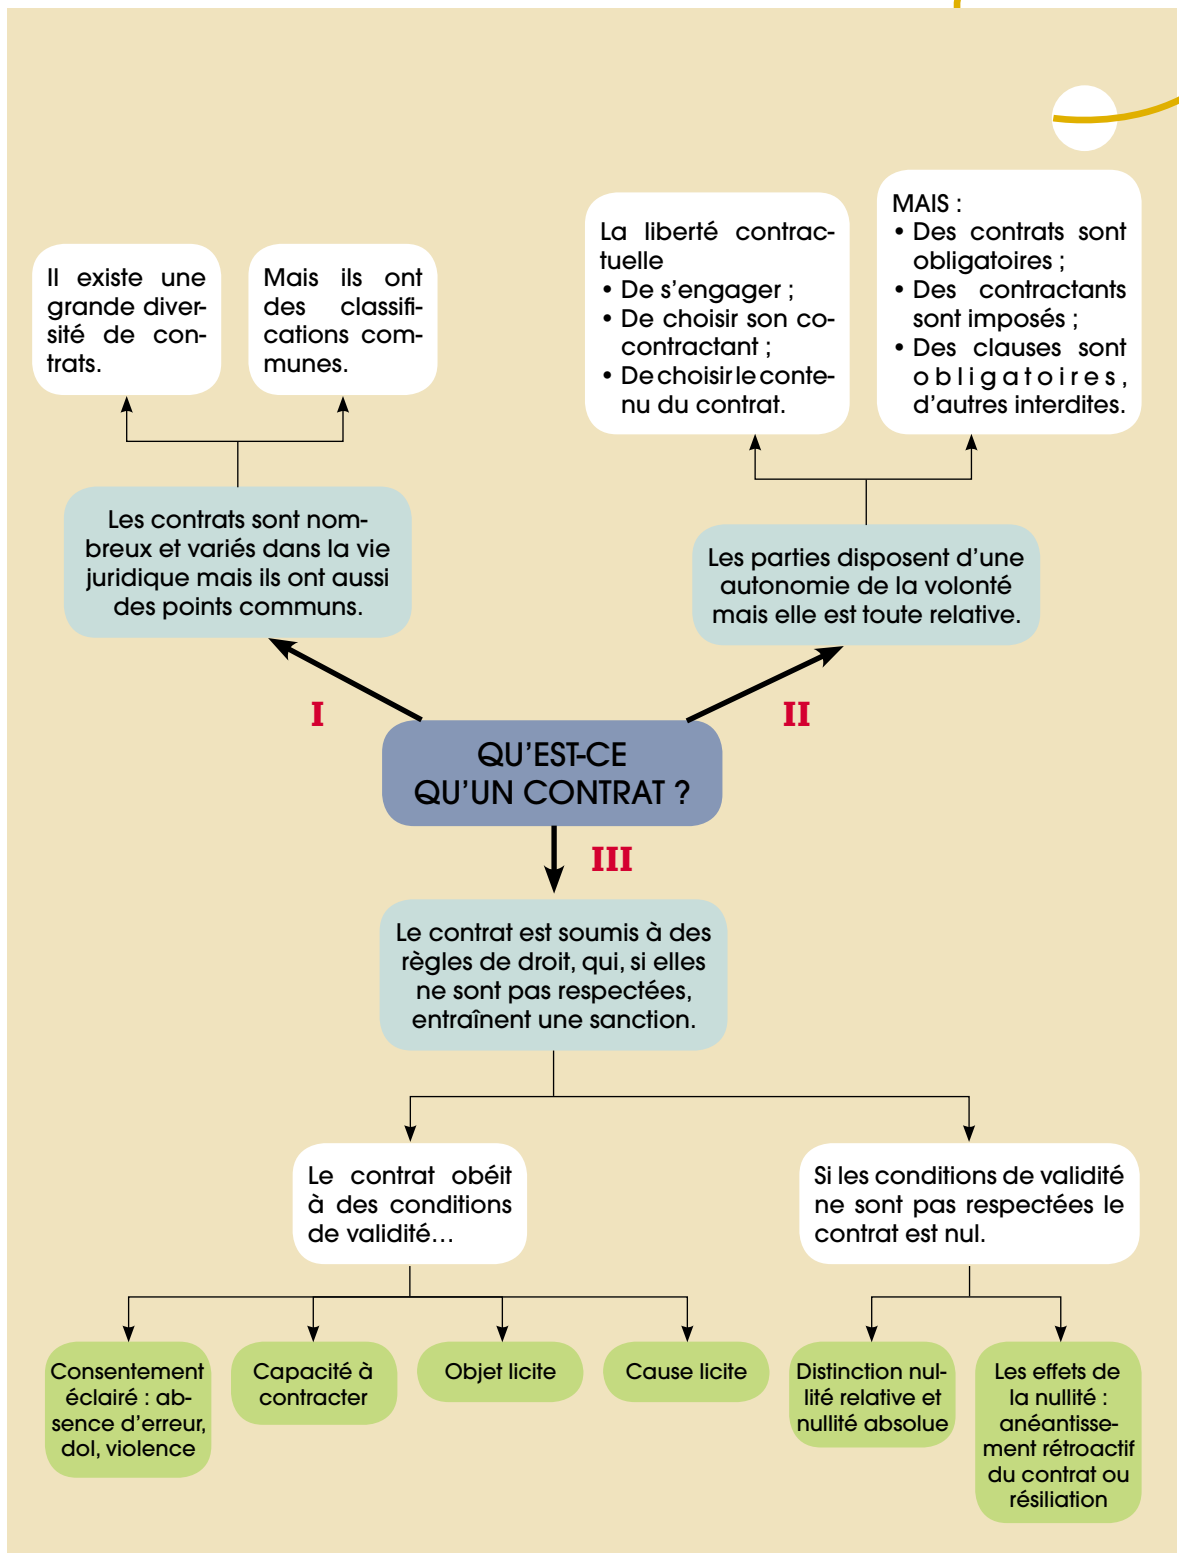 Il existe une
grande diver-
sité de con-
trats.
Mais ils ont
des classifi-
cations com-
munes.
La liberté contrac-
tuelle
• De s'engager ;
• De choisir son co-
contractant ;
• De choisir le conte-
nu du contrat.
MAIS :
• Des contrats sont
obligatoires ;
• Des contractants
sont imposés ;
• Des clauses sont
obligatoires,
d'autres interdites.
Les contrats sont nom-
breux et variés dans la vie
juridique mais ils ont aussi
des points communs.
Les parties disposent d’une
autonomie de la volonté
mais elle est toute relative.
I
II
QU’EST-CE
QU’UN CONTRAT ?
III
Le contrat est soumis à des
règles de droit, qui, si elles
ne sont pas respectées,
entraînent une sanction.
Le contrat obéit
à des conditions
de validité…
Si les conditions de validité
ne sont pas respectées le
contrat est nul.
Consentement
éclairé : ab-
sence d’erreur,
dol, violence
Capacité à
contracter
Objet licite
Cause licite
Distinction nul-
lité relative et
nullité absolue
Les effets de
la nullité :
anéantisse-
ment rétroactif
du contrat ou
résiliation